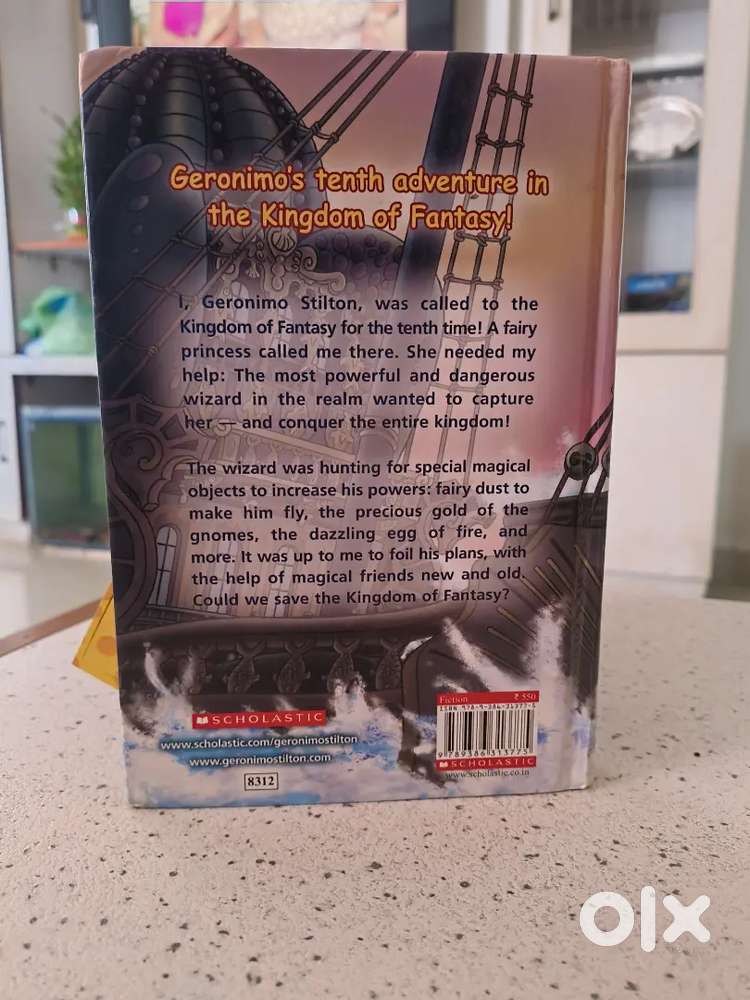 Geronimo's tenth adventure in
the Kingdom of Fantasy!
I, Geronimo Stilton, was called to the
Kingdom of Fantasy for the tenth time! A fairy
princess called me there. She needed my
help: The most powerful and dangerous
wizard in the realm wanted to capture
her — and conquer the entire kingdom!
The wizard was hunting for special magical
objects to increase his powers: fairy dust to
make him fly, the precious gold of the
gnomes, the dazzling egg of fire, and
more. It was up to me to foil his plans, with
the help of magical friends new and old.
Could we save the Kingdom of Fantasy?
SCHOLASTIC
www.scholastic.com/geronimostilton
www.geronimostilton.com
8312
Fiction ₹ 550
ISBN
9 789386 313775
SCHOLASTIC
www.scholastic.co.in
olx